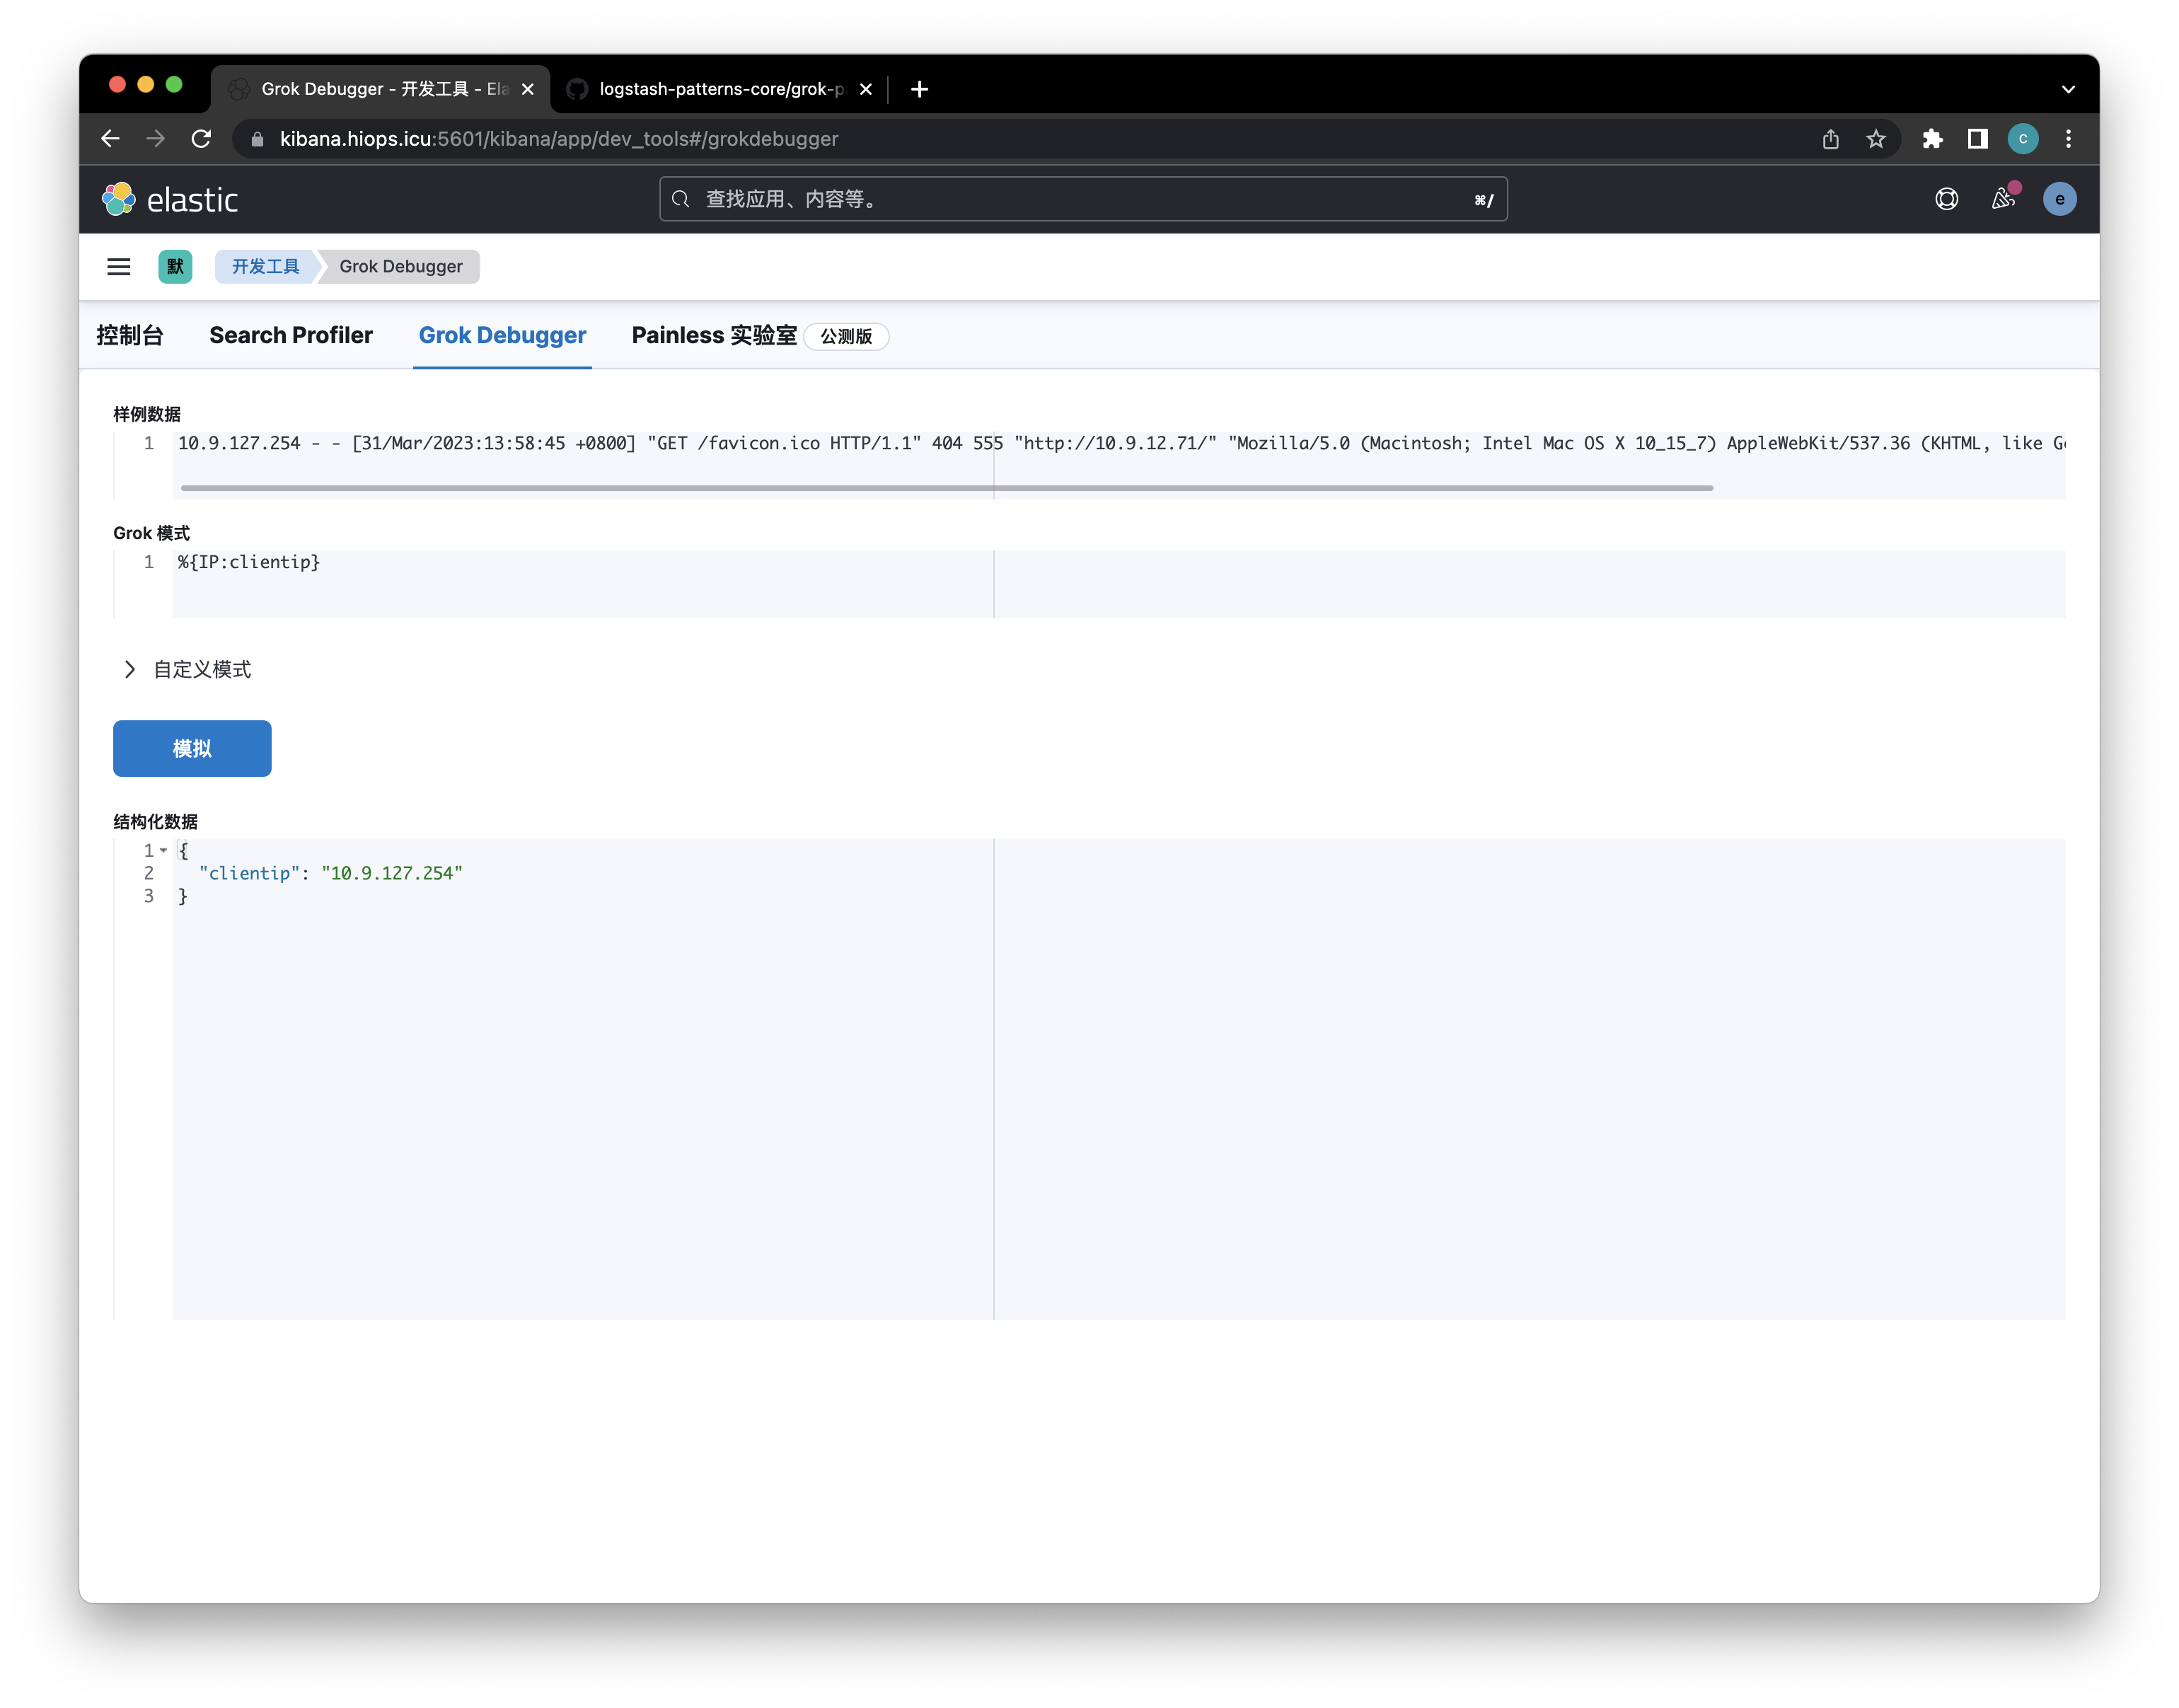 Grok Debugger - 开发工具 - Ela
logstash-patterns-core/grok-p
kibana.hiops.icu:5601/kibana/app/dev_tools#/grokdebugger
c
elastic
查找应用、内容等。
⌘/
e
默
开发工具
Grok Debugger
控制台
Search Profiler
Grok Debugger
Painless 实验室
公测版
样例数据
1 10.9.127.254 - - [31/Mar/2023:13:58:45 +0800] "GET /favicon.ico HTTP/1.1" 404 555 "http://10.9.12.71/" "Mozilla/5.0 (Macintosh; Intel Mac OS X 10_15_7) AppleWebKit/537.36 (KHTML, like Ge
Grok 模式
1 %{IP:clientip}
自定义模式
模拟
结构化数据
1 {
2 "clientip": "10.9.127.254"
3 }